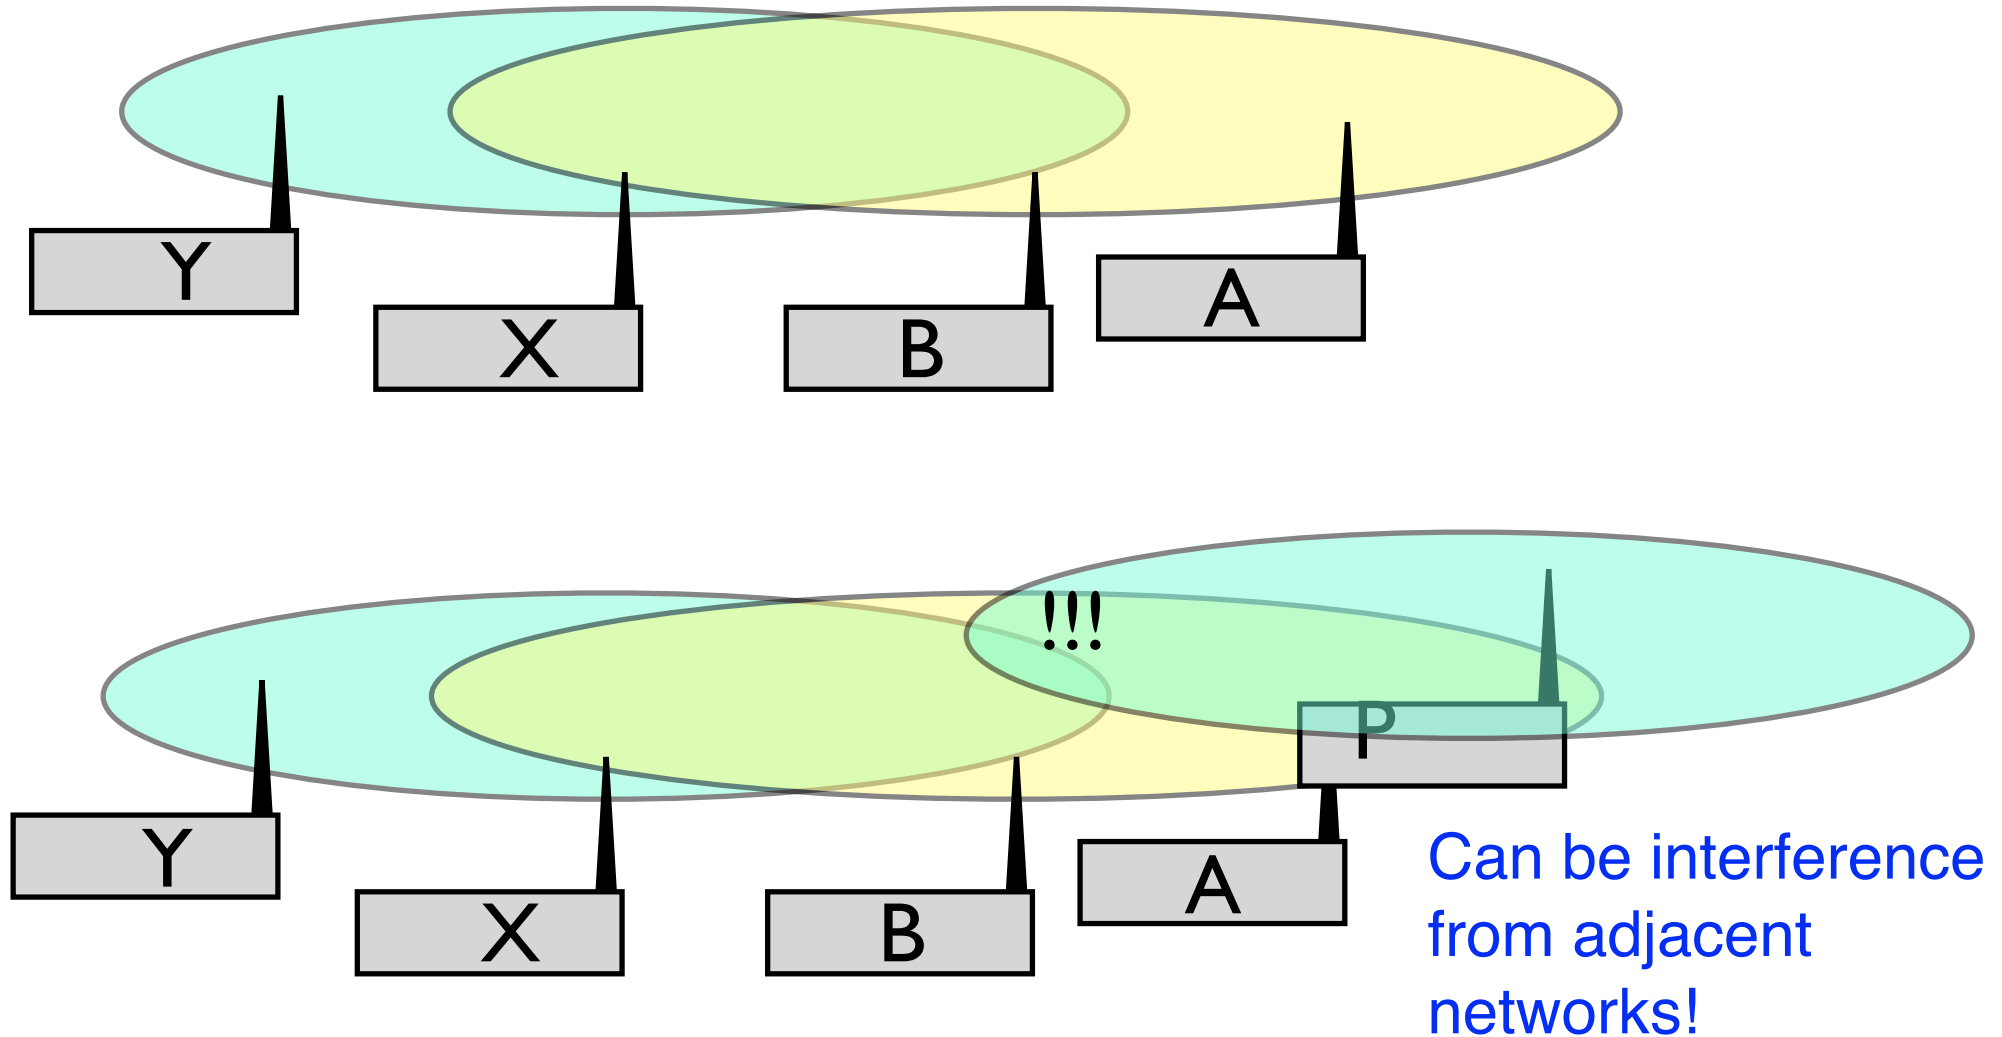 Y
X
B
A
!!!
P
Y
X
B
A
Can be interference
from adjacent
networks!